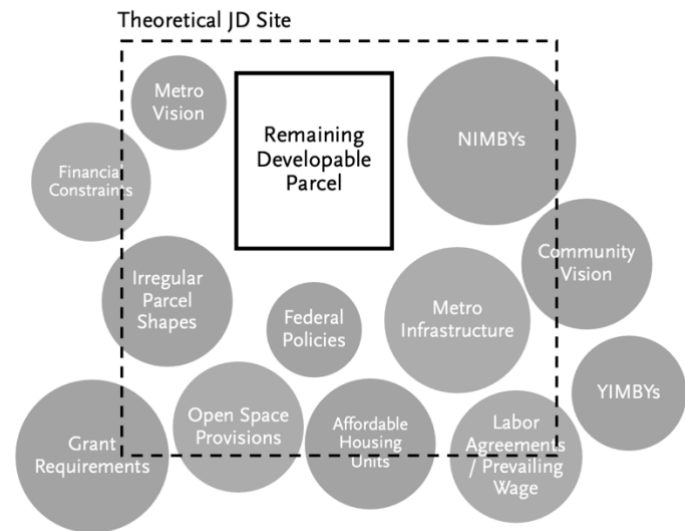 Theoretical JD Site
Metro
Vision
Remaining
Developable
Parcel
NIMBYs
Financial
Constraints
Community
Vision
Irregular
Parcel
Shapes
Federal
Policies
Metro
Infrastructure
YIMBYs
Grant
Requirements
Open Space
Provisions
Affordable
Housing
Units
Labor
Agreements
/ Prevailing
Wage